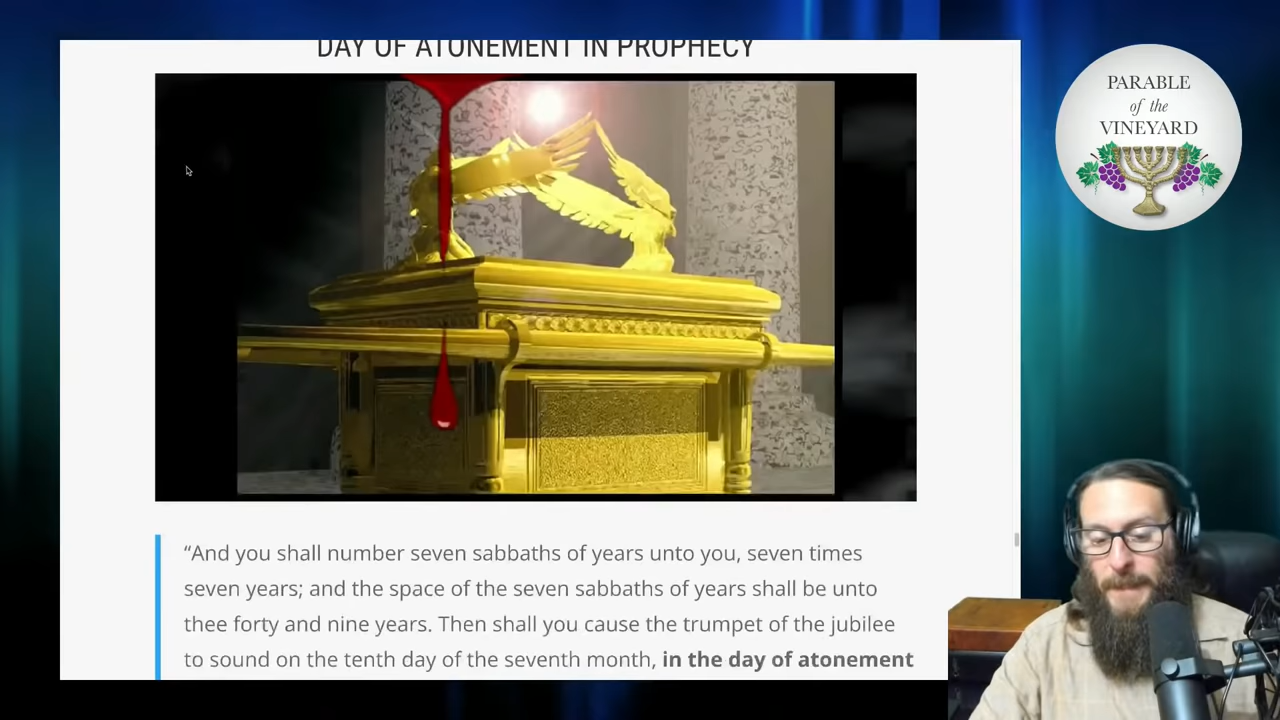 DAY OF ATONEMENT IN PROPHECY
PARABLE
of the
VINEYARD
“And you shall number seven sabbaths of years unto you, seven times
seven years; and the space of the seven sabbaths of years shall be unto
thee forty and nine years. Then shall you cause the trumpet of the jubilee
to sound on the tenth day of the seventh month, in the day of atonement